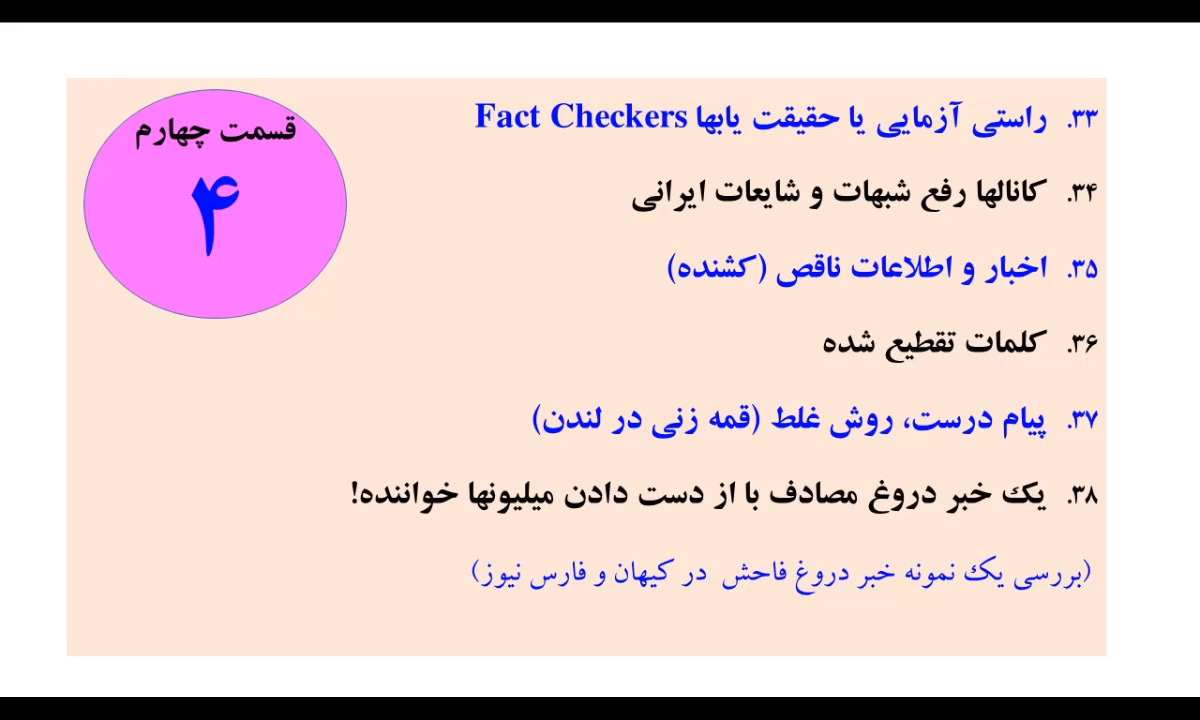 قسمت چهارم
۴
۳۳. راستی آزمایی یا حقیقت یابها Fact Checkers
۳۴. کانالها رفع شبهات و شایعات ایرانی
۳۵. اخبار و اطلاعات ناقص (کشنده)
۳۶. کلمات تقطیع شده
۳۷. پیام درست، روش غلط (قمه زنی در لندن)
۳۸. یک خبر دروغ مصادف با از دست دادن میلیونها خواننده!
(بررسی یک نمونه خبر دروغ فاحش در کیهان و فارس نیوز)